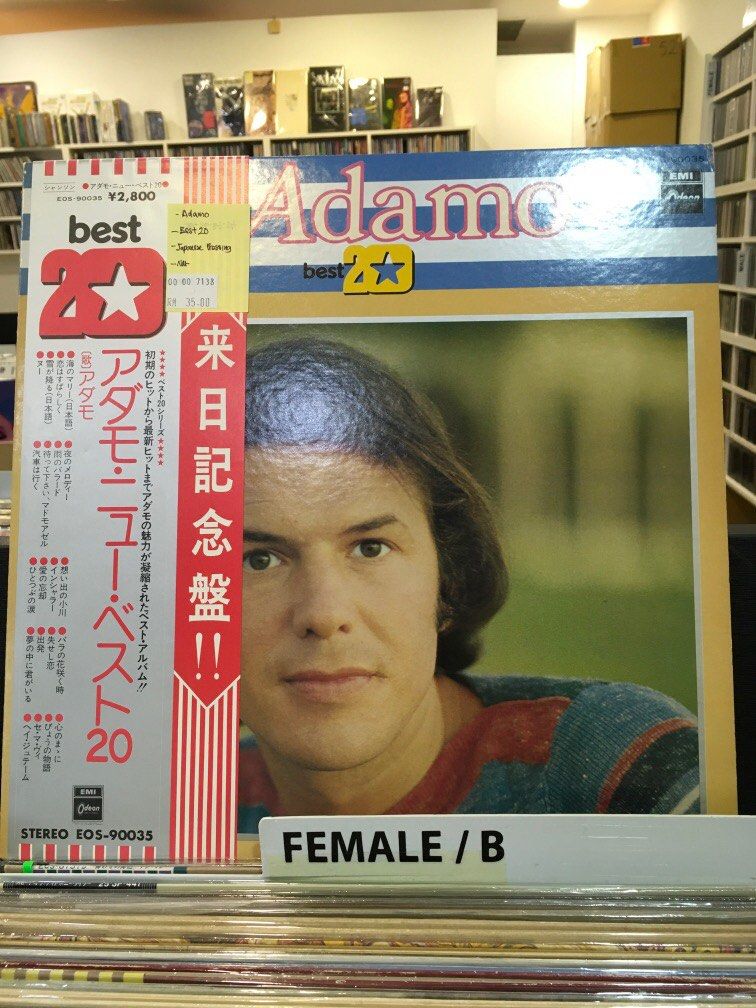 シャンソン ●アダモ・ニュー・ベスト20●
EOS-90035 ¥2,800
best
20
アダモ・ニュー・ベスト20
[歌]アダモ
★★★★ベスト20シリーズ★★★★
初期のヒットから最新ヒットまでアダモの魅力が凝縮されたベスト・アルバム!!
●海のマリー(日本語)
●恋はすばらしく
●雪が降る(日本語)
●ヌー
●夜のメロディー
●雨のバラード
●待って下さい、マドモアゼル
●汽車は行く
●想い出の小川
●インシャラー
●愛の忘却
●ひとつぶの涙
●バラの花咲く時
●失せし恋
●出発
●夢の中に君がいる
●心のまゝに
●びょうの物語
●セ・マ・ヴィ
●ヘイ・ジュテーム
EMI
Odeon
STEREO EOS-90035
来日記念盤!!
- Adamo
- Best 20
- Japanese Pressing
00 00 7138
RM 35.00
Adamo
best 20
EMI
Odeon
FEMALE / B